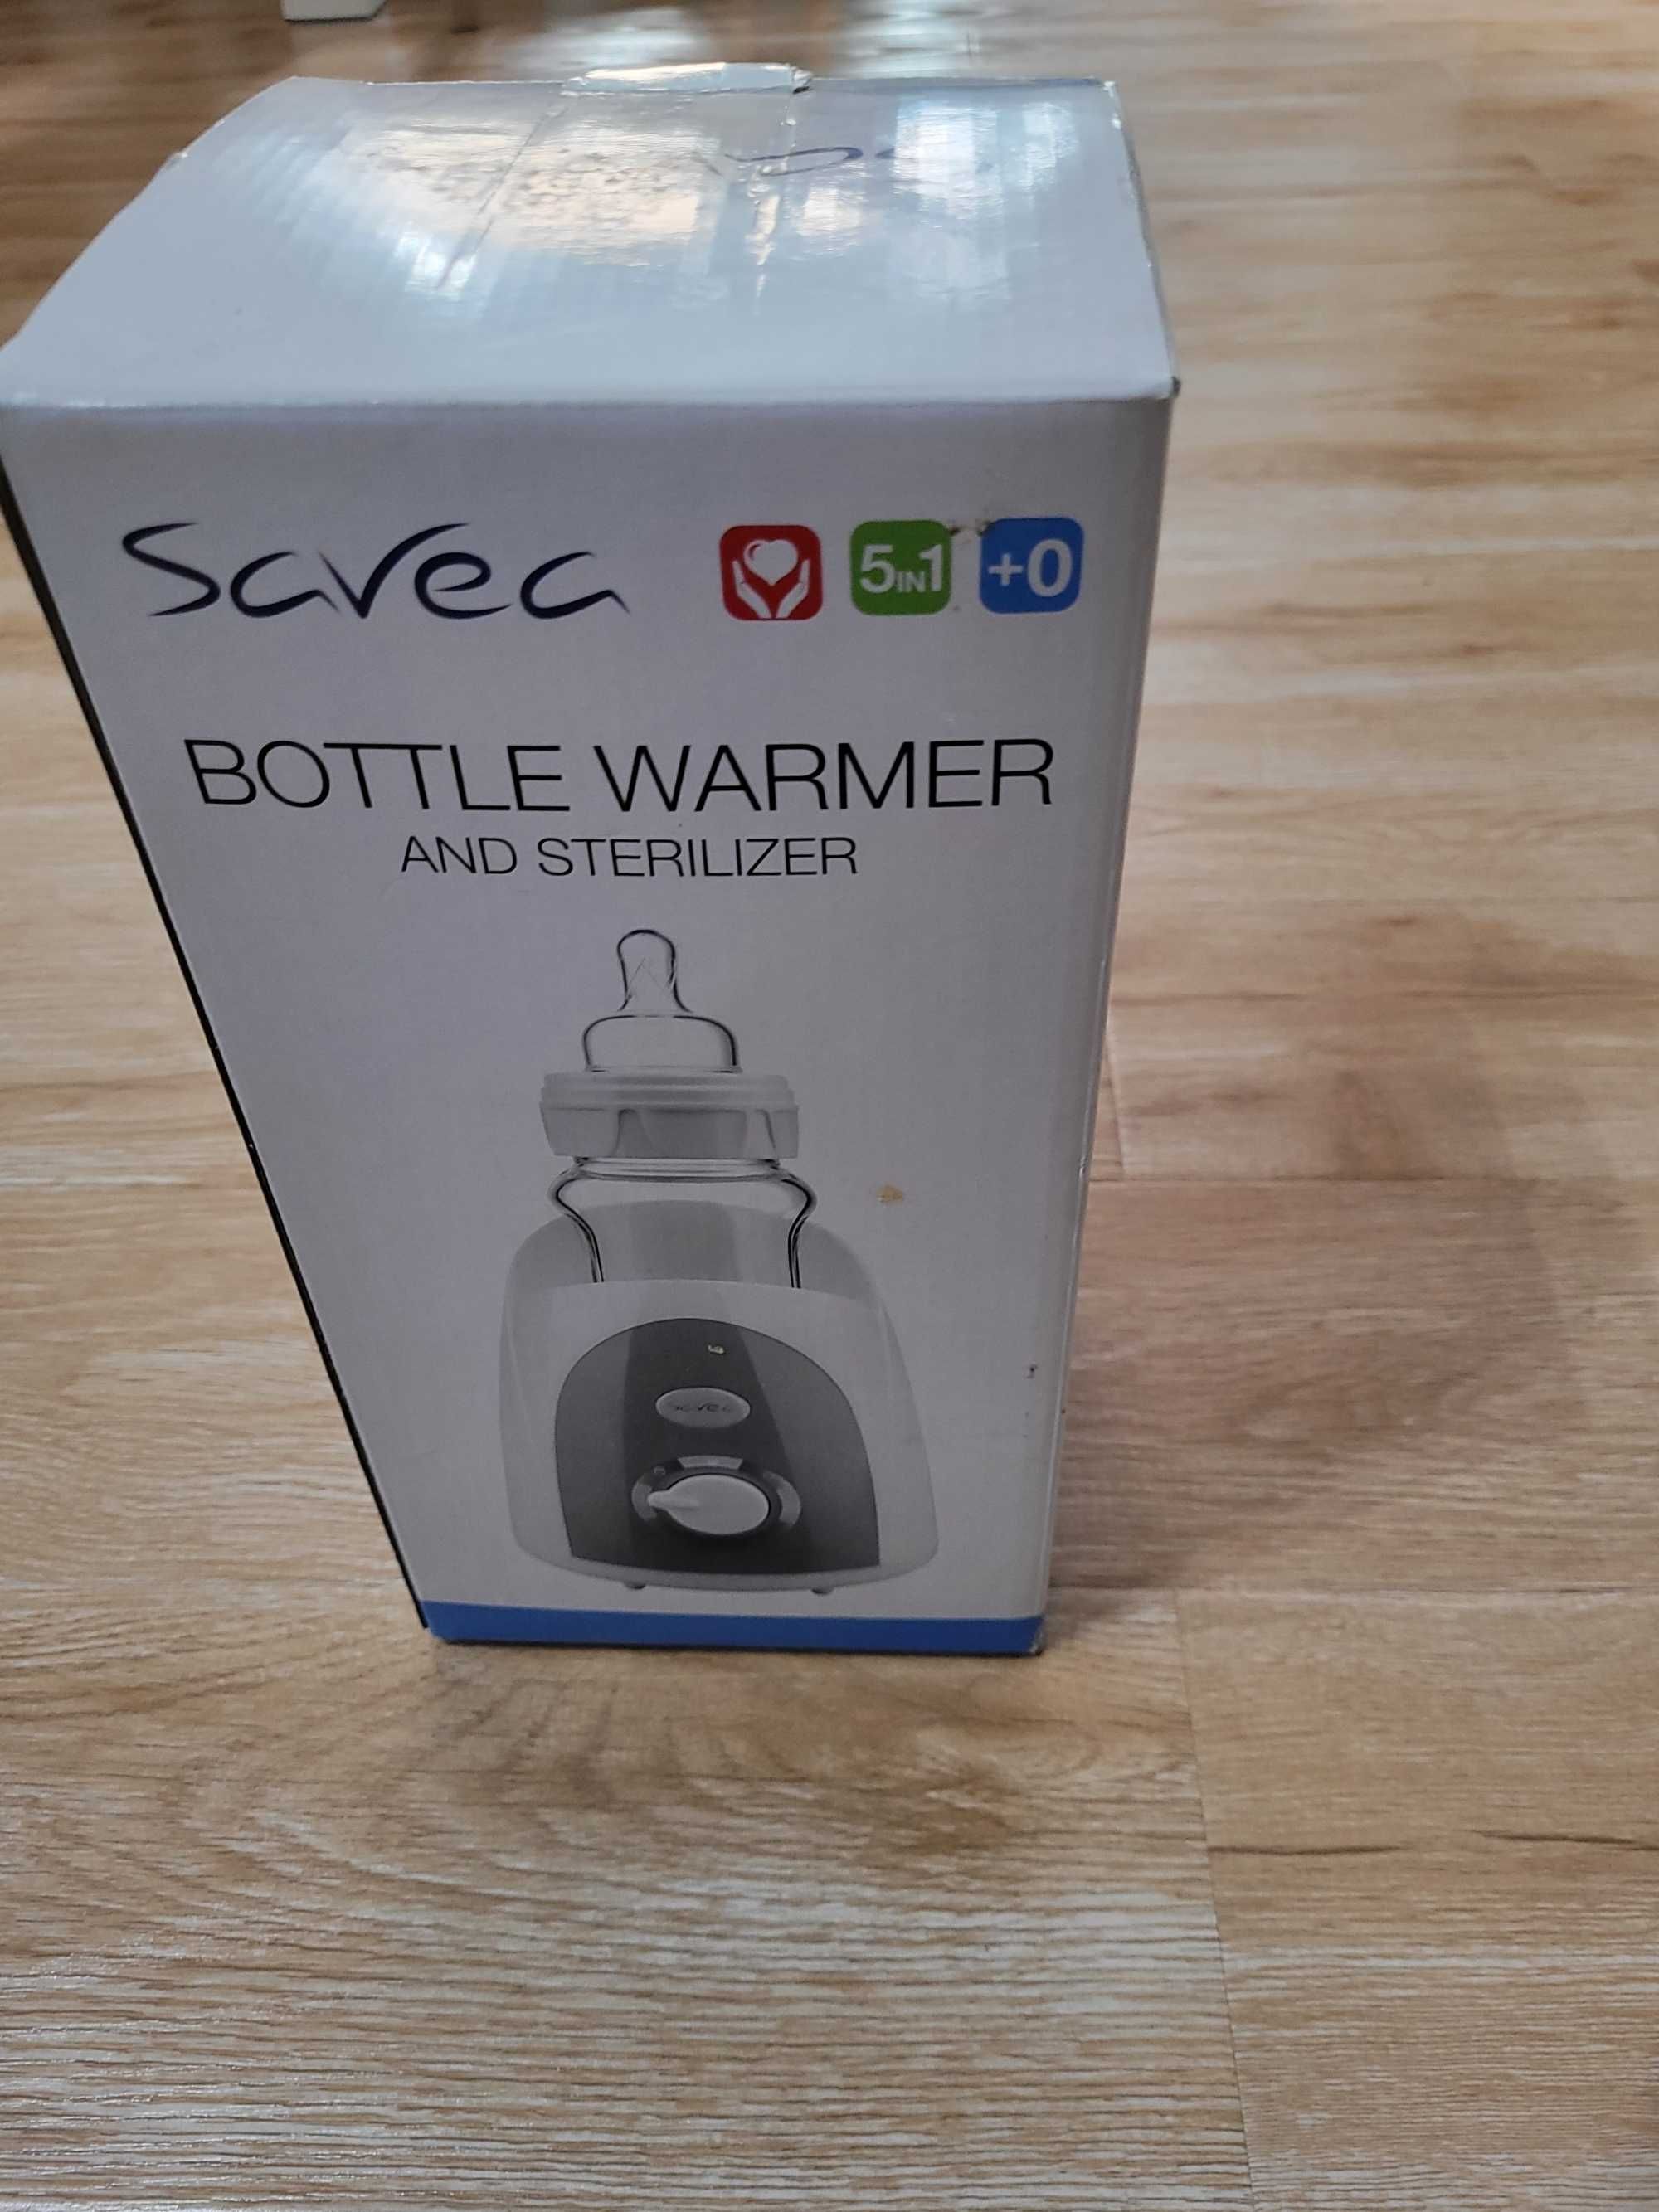 Savea 5IN1 +0
BOTTLE WARMER
AND STERILIZER
savea